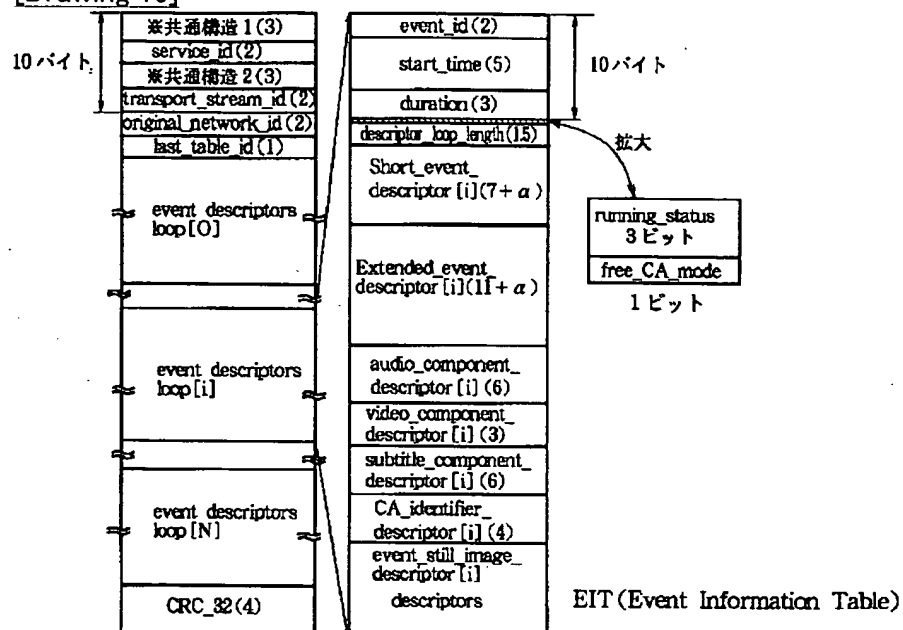 ※共通構造 1(3)
service_id(2)
※共通構造 2(3)
transport_stream_id(2)
original_network_id(2)
last_table_id(1)
10バイト
event descriptors
loop[O]
event descriptors
loop[i]
event descriptors
loop[N]
CRC_32(4)
event_id(2)
start_time(5)
duration(3)
descriptor_loop_length(1.5)
10バイト
Short_event_
descriptor[i](7+α)
Extended_event_
descriptor[i](11+α)
audio_component_
descriptor[i](6)
video_component_
descriptor[i](3)
subtitle_component_
descriptor[i](6)
CA_identifier_
descriptor[i](4)
event_still_image_
descriptor[i]
descriptors
拡大
running_status
3ビット
free_CA_mode
1ビット
EIT(Event Information Table)